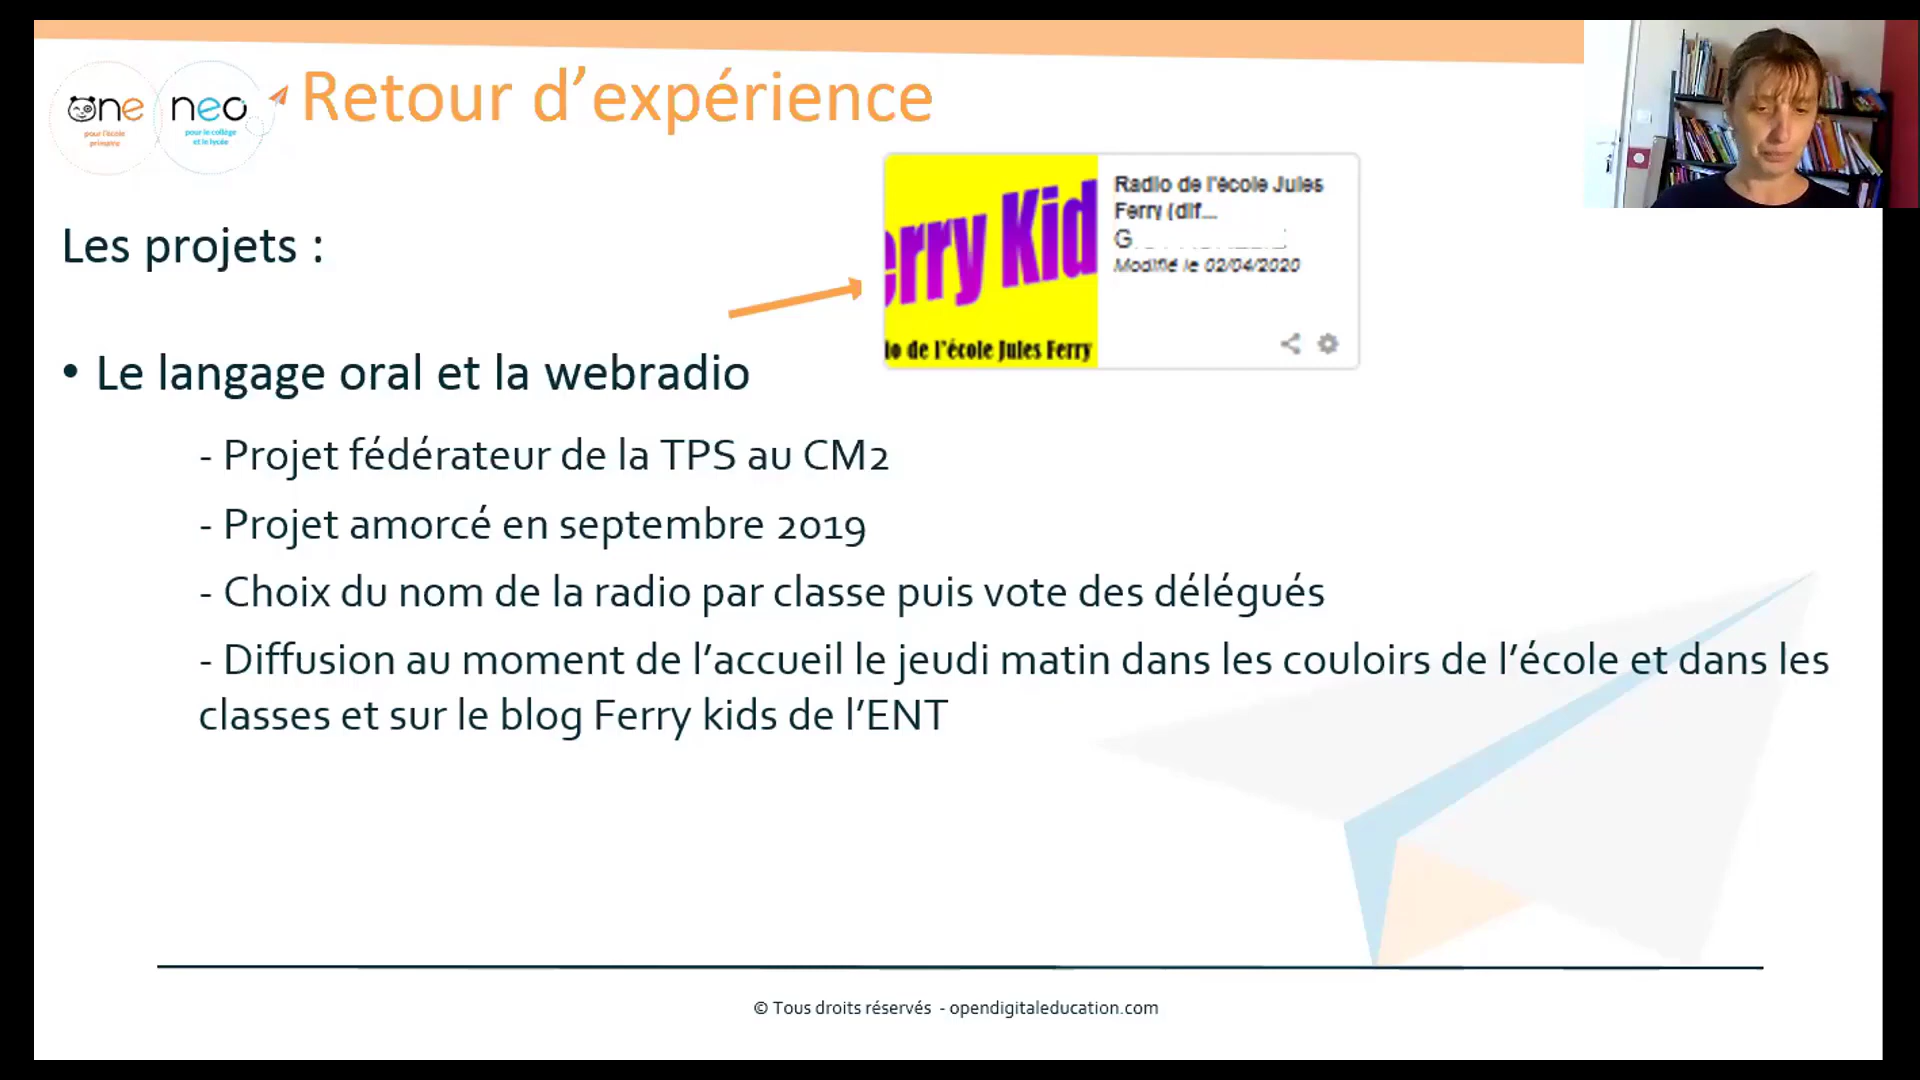 Retour d’expérience
one
pour l'école
primaire
neo
pour le collège
et le lycée
erry Kid
io de l'école Jules Ferry
Radio de l'école Jules
Ferry (dif...
G
Modifié le 02/04/2020
Les projets :
• Le langage oral et la webradio
- Projet fédérateur de la TPS au CM2
- Projet amorcé en septembre 2019
- Choix du nom de la radio par classe puis vote des délégués
- Diffusion au moment de l’accueil le jeudi matin dans les couloirs de l’école et dans les
classes et sur le blog Ferry kids de l’ENT
© Tous droits réservés - opendigitaleducation.com